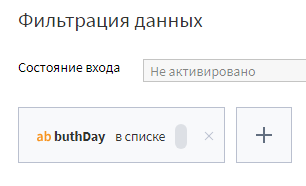 Фильтрация данных
Состояние входа Не активировано
ab buthDay в списке